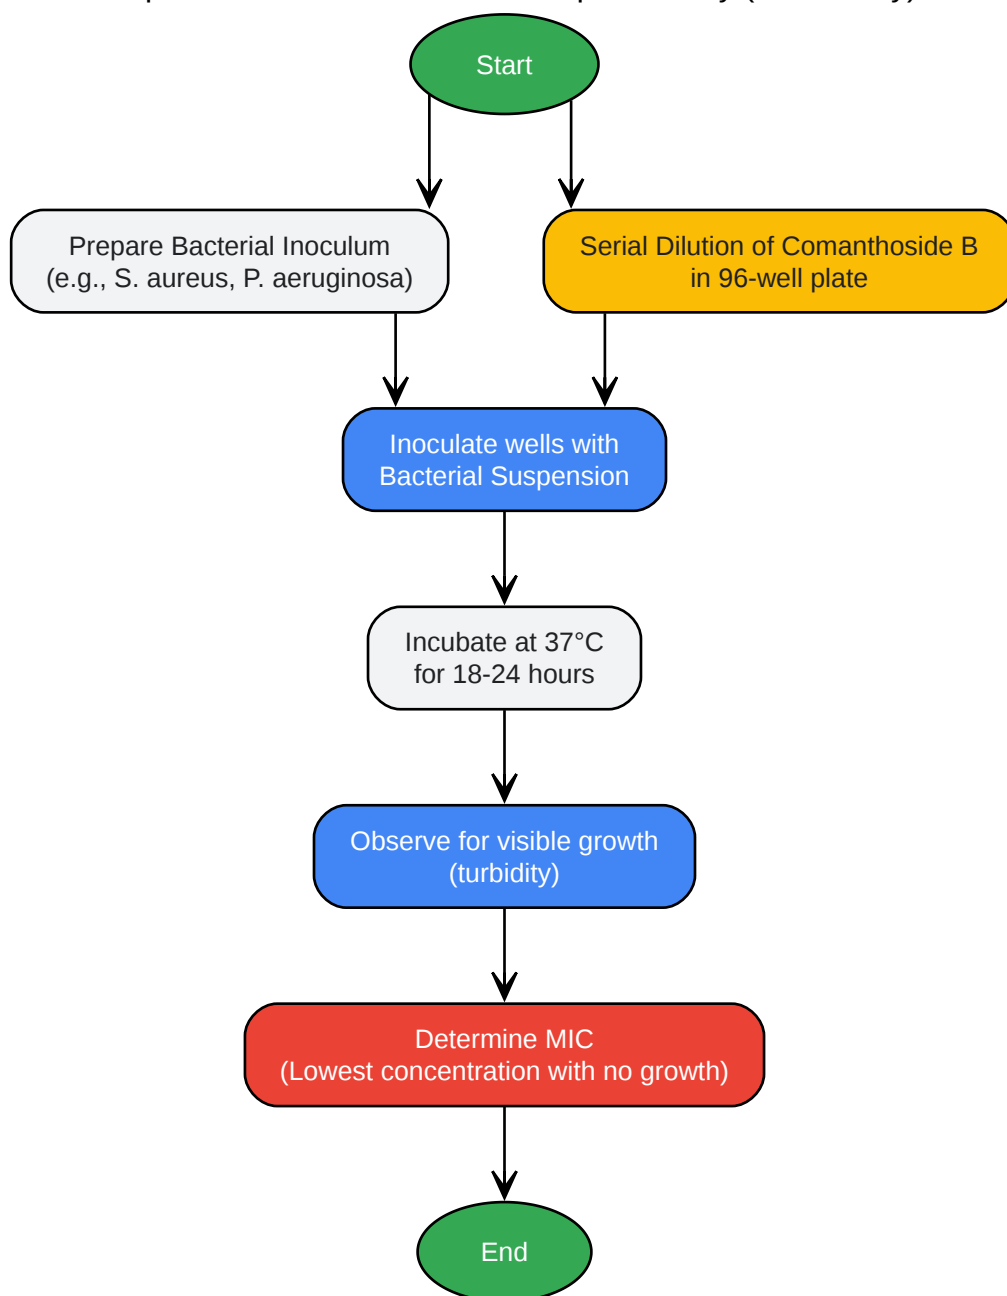 Start
Prepare Bacterial Inoculum
(e.g., S. aureus, P. aeruginosa)
Serial Dilution of Comanthoside B
in 96-well plate
Inoculate wells with
Bacterial Suspension
Incubate at 37°C
for 18-24 hours
Observe for visible growth
(turbidity)
Determine MIC
(Lowest concentration with no growth)
End